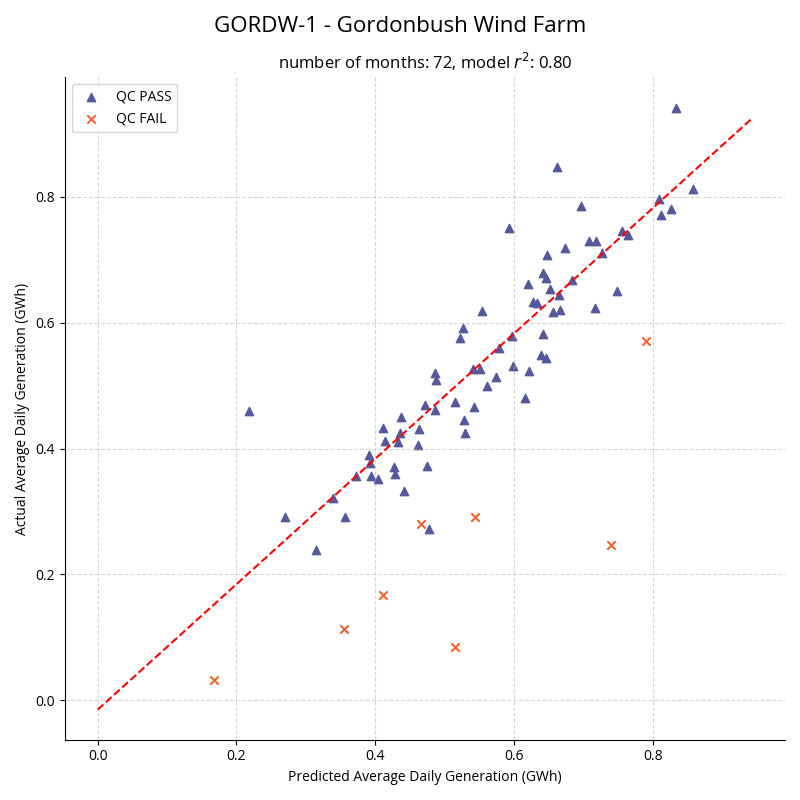 GORDW-1 - Gordonbush Wind Farm
number of months: 72, model r²: 0.80
QC PASS
QC FAIL
0.8
0.6
0.4
0.2
0.0
Actual Average Daily Generation (GWh)
0.0 0.2 0.4 0.6 0.8
Predicted Average Daily Generation (GWh)